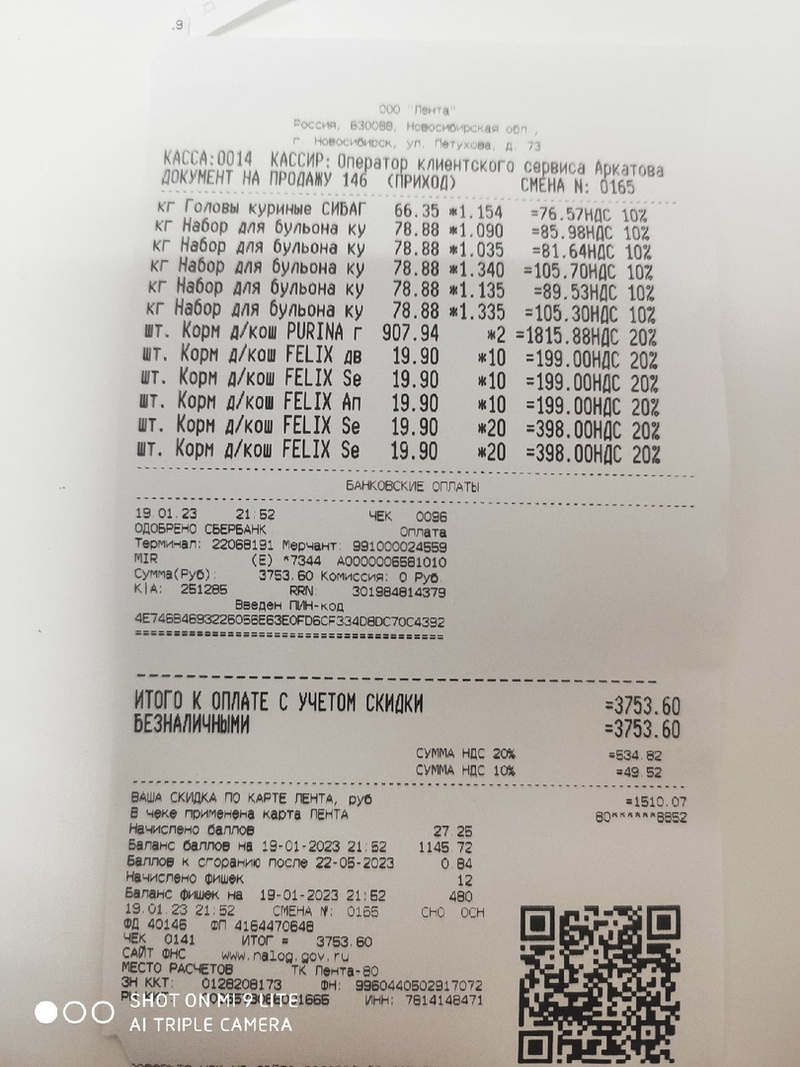 .9
ООО "Лента"
Россия, 630088, Новосибирская обл.,
г. Новосибирск, ул. Петухова, д. 73
КАССА:0014 КАССИР: Оператор клиентского сервиса Аркатова
ДОКУМЕНТ НА ПРОДАЖУ 146 (ПРИХОД) СМЕНА N: 0165
кг Головы куриные СИБАГ 66.35 *1.154 =76.57НДС 10%
кг Набор для бульона ку 78.88 *1.090 =85.98НДС 10%
кг Набор для бульона ку 78.88 *1.035 =81.64НДС 10%
кг Набор для бульона ку 78.88 *1.340 =105.70НДС 10%
кг Набор для бульона ку 78.88 *1.135 =89.53НДС 10%
кг Набор для бульона ку 78.88 *1.335 =105.30НДС 10%
шт. Корм д/кош PURINA г 907.94 *2 =1815.88НДС 20%
шт. Корм д/кош FELIX дв 19.90 *10 =199.00НДС 20%
шт. Корм д/кош FELIX Se 19.90 *10 =199.00НДС 20%
шт. Корм д/кош FELIX Ап 19.90 *10 =199.00НДС 20%
шт. Корм д/кош FELIX Se 19.90 *20 =398.00НДС 20%
шт. Корм д/кош FELIX Se 19.90 *20 =398.00НДС 20%
БАНКОВСКИЕ ОПЛАТЫ
19.01.23 21:52 ЧЕК 0096
ОДОБРЕНО СБЕРБАНК Оплата
Терминал: 22068191 Мерчант: 991000024559
MIR (E) *7344 A0000006581010
Сумма(Руб): 3753.60 Комиссия: 0 Руб.
К|А: 251285 RRN: 301984814379
Введен ПИН-код
ИТОГО К ОПЛАТЕ С УЧЕТОМ СКИДКИ =3753.60
БЕЗНАЛИЧНЫМИ =3753.60
СУММА НДС 20% =534.82
СУММА НДС 10% =49.52
ВАША СКИДКА ПО КАРТЕ ЛЕНТА, руб =1510.07
В чеке применена карта ЛЕНТА 80******6852
Начислено баллов 27.25
Баланс баллов на 19-01-2023 21:52 1145.72
Баллов к сгоранию после 22-05-2023 0.84
Начислено фишек 12
Баланс фишек на 19-01-2023 21:52 480
19.01.23 21:52 СМЕНА N: 0165 СНО ОСН
ФД 40146 ФП 4164470648
ЧЕК 0141 ИТОГ = 3753.60
САЙТ ФНС www.nalog.gov.ru
МЕСТО РАСЧЕТОВ ТК Лента-80
ЗН ККТ: 0128208173 ФН: 9960440502917072
ИНН: 7814148471
SHOT ON MI 9 LITE
AI TRIPLE CAMERA